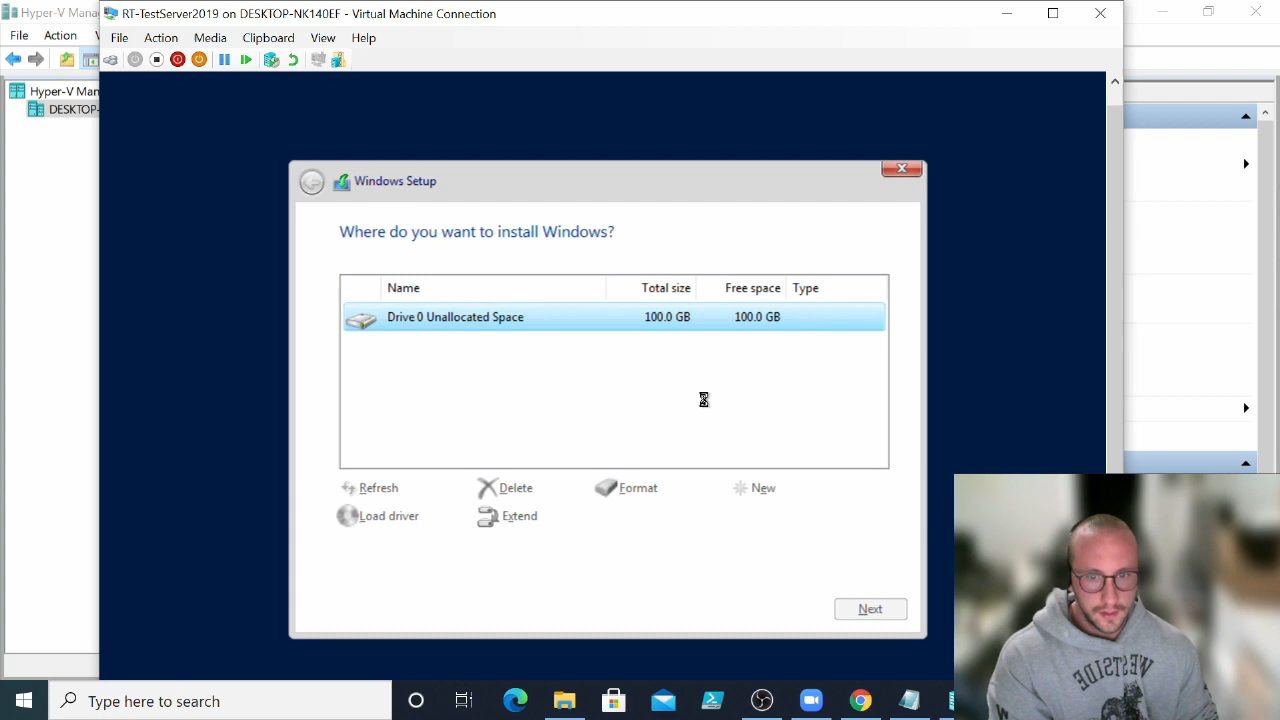 Hyper-V Mana
RT-TestServer2019 on DESKTOP-NK140EF - Virtual Machine Connection
File Action
File Action Media Clipboard View Help
Hyper-V Man
DESKTOP-
Windows Setup
Where do you want to install Windows?
Name Total size Free space Type
Drive 0 Unallocated Space 100.0 GB 100.0 GB
Refresh Delete Format New
Load driver Extend
Next
WESTSIDE
Type here to search